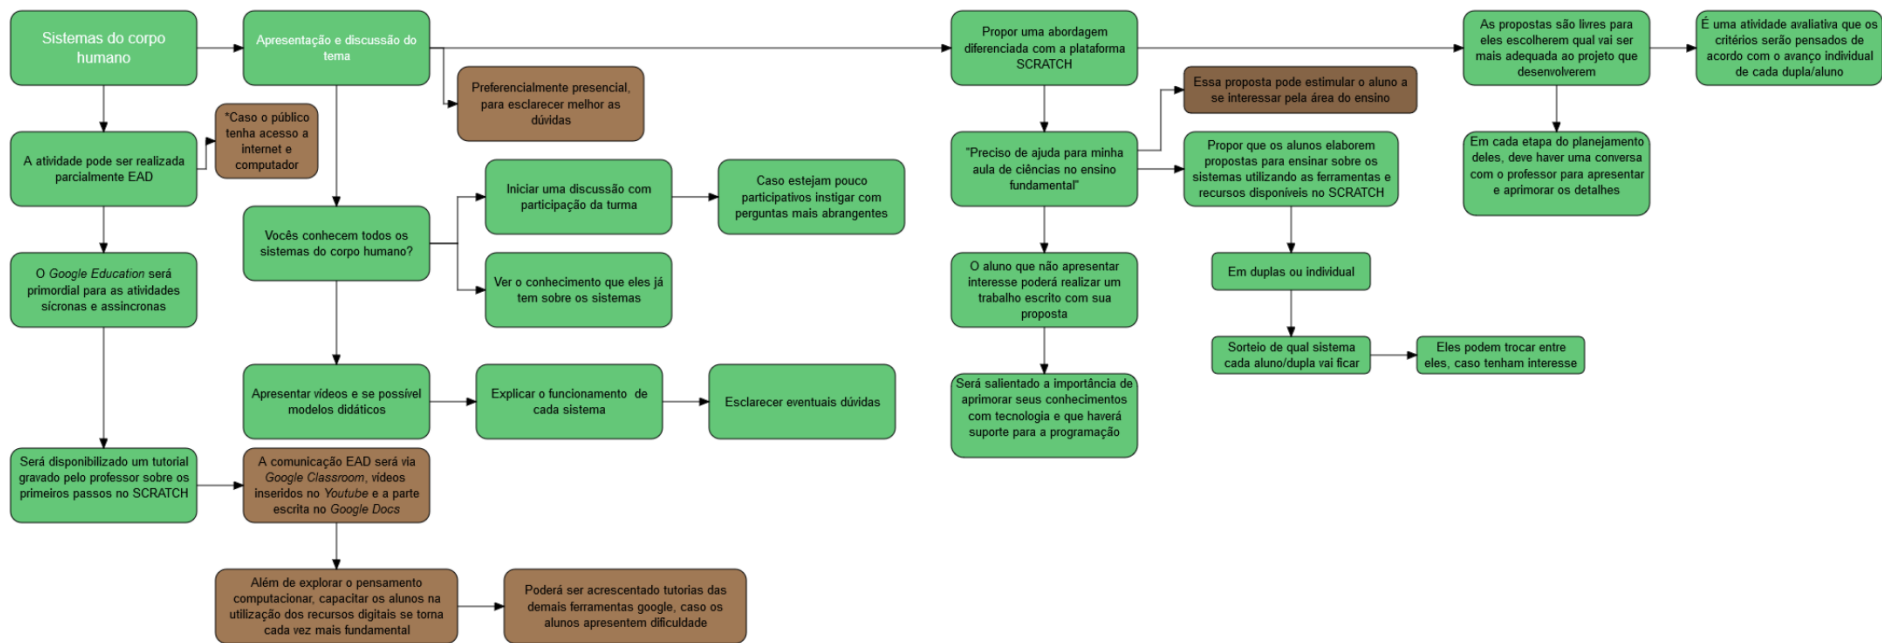 Sistemas do corpo
humano
Apresentação e discussão do
tema
Propor uma abordagem
diferenciada com a plataforma
SCRATCH
As propostas são livres para
eles escolherem qual vai ser
mais adequada ao projeto que
desenvolverem
É uma atividade avaliativa que os
critérios serão pensados de
acordo com o avanço individual
de cada dupla/aluno
Preferencialmente presencial,
para esclarecer melhor as
dúvidas
Essa proposta pode estimular o aluno a
se interessar pela área do ensino
*Caso o público
tenha acesso a
internet e
computador
A atividade pode ser realizada
parcialmente EAD
"Preciso de ajuda para minha
aula de ciências no ensino
fundamental"
Propor que os alunos elaborem
propostas para ensinar sobre os
sistemas utilizando as ferramentas e
recursos disponíveis no SCRATCH
Em cada etapa do planejamento
deles, deve haver uma conversa
com o professor para apresentar
e aprimorar os detalhes
Iniciar uma discussão com
participação da turma
Caso estejam pouco
participativos instigar com
perguntas mais abrangentes
Vocês conhecem todos os
sistemas do corpo humano?
Ver o conhecimento que eles já
tem sobre os sistemas
O Google Education será
primordial para as atividades
sícronas e assincronas
O aluno que não apresentar
interesse poderá realizar um
trabalho escrito com sua
proposta
Em duplas ou individual
Sorteio de qual sistema
cada aluno/dupla vai ficar
Eles podem trocar entre
eles, caso tenham interesse
Apresentar vídeos e se possível
modelos didáticos
Explicar o funcionamento de
cada sistema
Esclarecer eventuais dúvidas
Será salientado a importância de
aprimorar seus conhecimentos
com tecnologia e que haverá
suporte para a programação
Será disponibilizado um tutorial
gravado pelo professor sobre os
primeiros passos no SCRATCH
A comunicação EAD será via
Google Classroom, vídeos
inseridos no Youtube e a parte
escrita no Google Docs
Além de explorar o pensamento
computacionar, capacitar os alunos na
utilização dos recursos digitais se torna
cada vez mais fundamental
Poderá ser acrescentado tutorias das
demais ferramentas google, caso os
alunos apresentem dificuldade